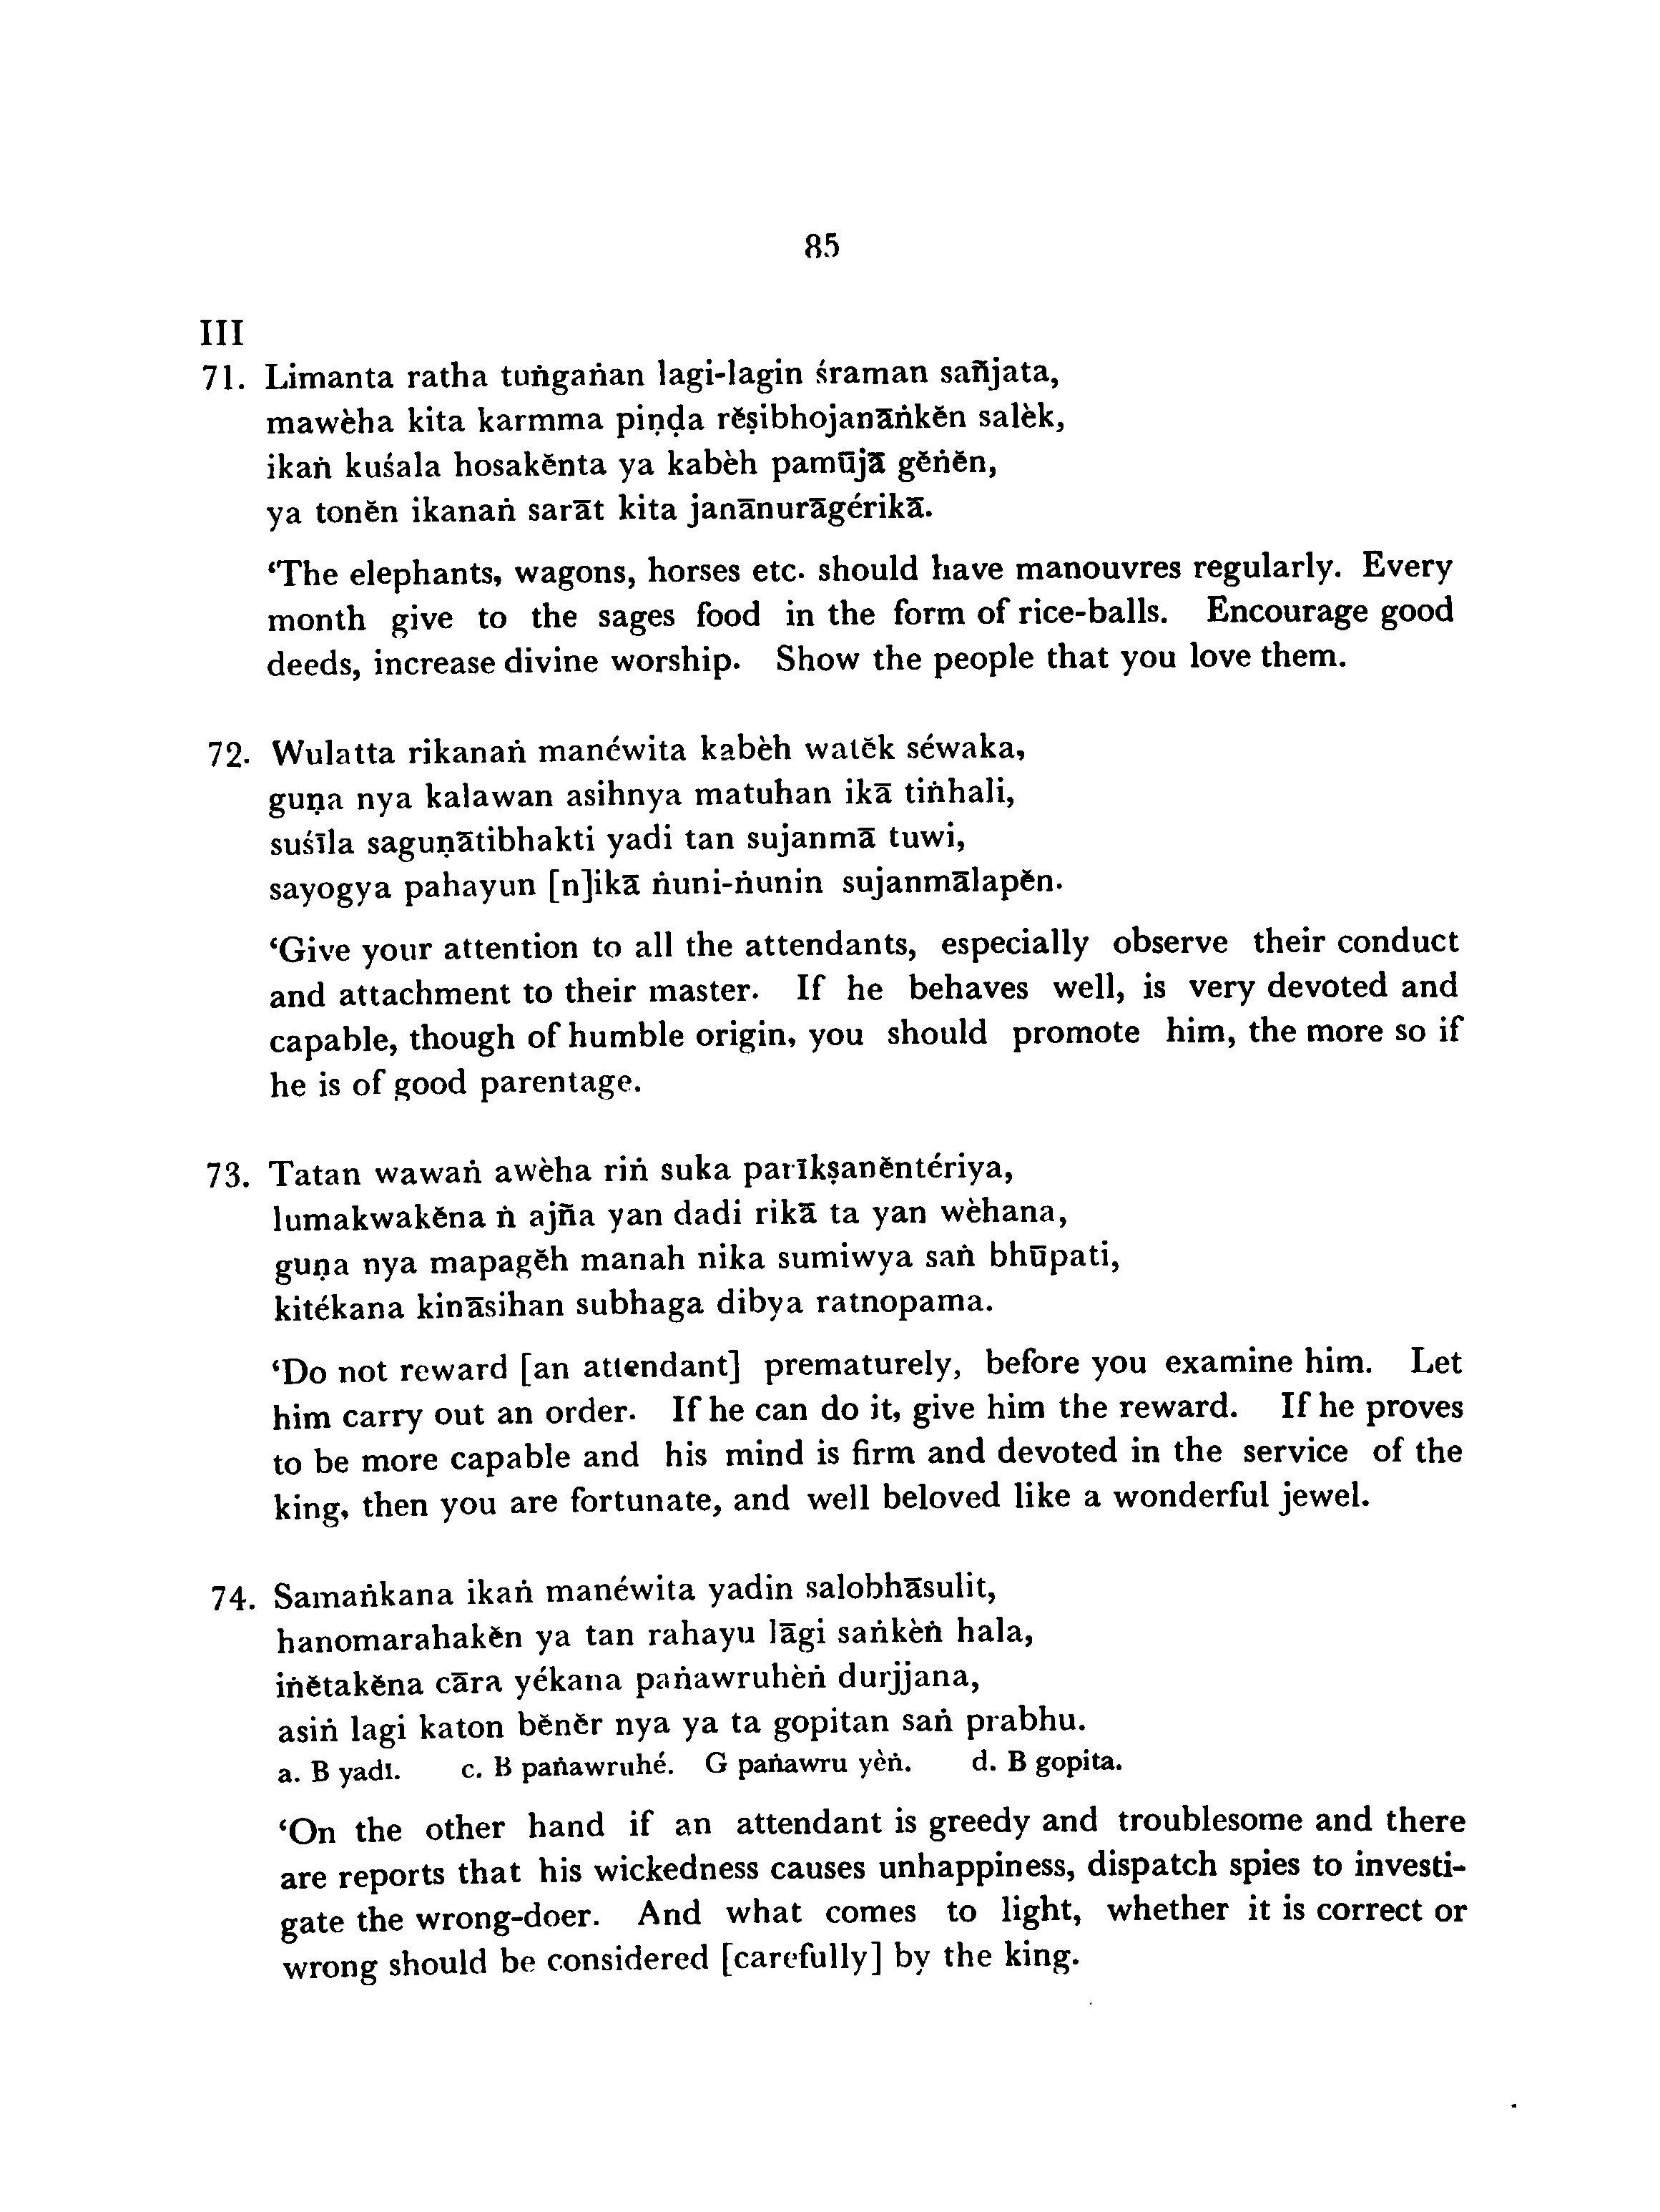 85
III
71. Limanta ratha tuṅgaṅan lagi-lagin śraman sañjata,
mawèha kita karmma piṇḍa rĕṣibhojanāṅkĕn salèk,
ikaṅ kuśala hosakĕnta ya kabèh pamūjā gĕṅĕn,
ya tonĕn ikanaṅ sarāt kita janānurāgérikā.
‘The elephants, wagons, horses etc. should have manouvres regularly. Every
month give to the sages food in the form of rice-balls. Encourage good
deeds, increase divine worship. Show the people that you love them.
72. Wulatta rikanaṅ manéwita kabèh watĕk séwaka,
guṇa nya kalawan asihnya matuhan ikā tiṅhali,
suśīla saguṇātibhakti yadi tan sujanmā tuwi,
sayogya pahayun [n]ikā ṅuni-ṅunin sujanmālapĕn.
‘Give your attention to all the attendants, especially observe their conduct
and attachment to their master. If he behaves well, is very devoted and
capable, though of humble origin, you should promote him, the more so if
he is of good parentage.
73. Tatan wawaṅ awèha riṅ suka parīkṣanĕntériya,
lumakwakĕna ṅ ajña yan dadi rikā ta yan wèhana,
guṇa nya mapagĕh manah nika sumiwya saṅ bhūpati,
kitékana kināsihan subhaga dibya ratnopama.
‘Do not reward [an attendant] prematurely, before you examine him. Let
him carry out an order. If he can do it, give him the reward. If he proves
to be more capable and his mind is firm and devoted in the service of the
king, then you are fortunate, and well beloved like a wonderful jewel.
74. Samaṅkana ikaṅ manéwita yadin salobhāsulit,
hanomarahakĕn ya tan rahayu lāgi saṅkèṅ hala,
iṅĕtakĕna cāra yékana paṅawruhèṅ durjjana,
asiṅ lagi katon bĕnĕr nya ya ta gopitan saṅ prabhu.
a. B yadi. c. B paṅawruhé. G paṅawru yèṅ. d. B gopita.
‘On the other hand if an attendant is greedy and troublesome and there
are reports that his wickedness causes unhappiness, dispatch spies to investi-
gate the wrong-doer. And what comes to light, whether it is correct or
wrong should be considered [carefully] by the king.